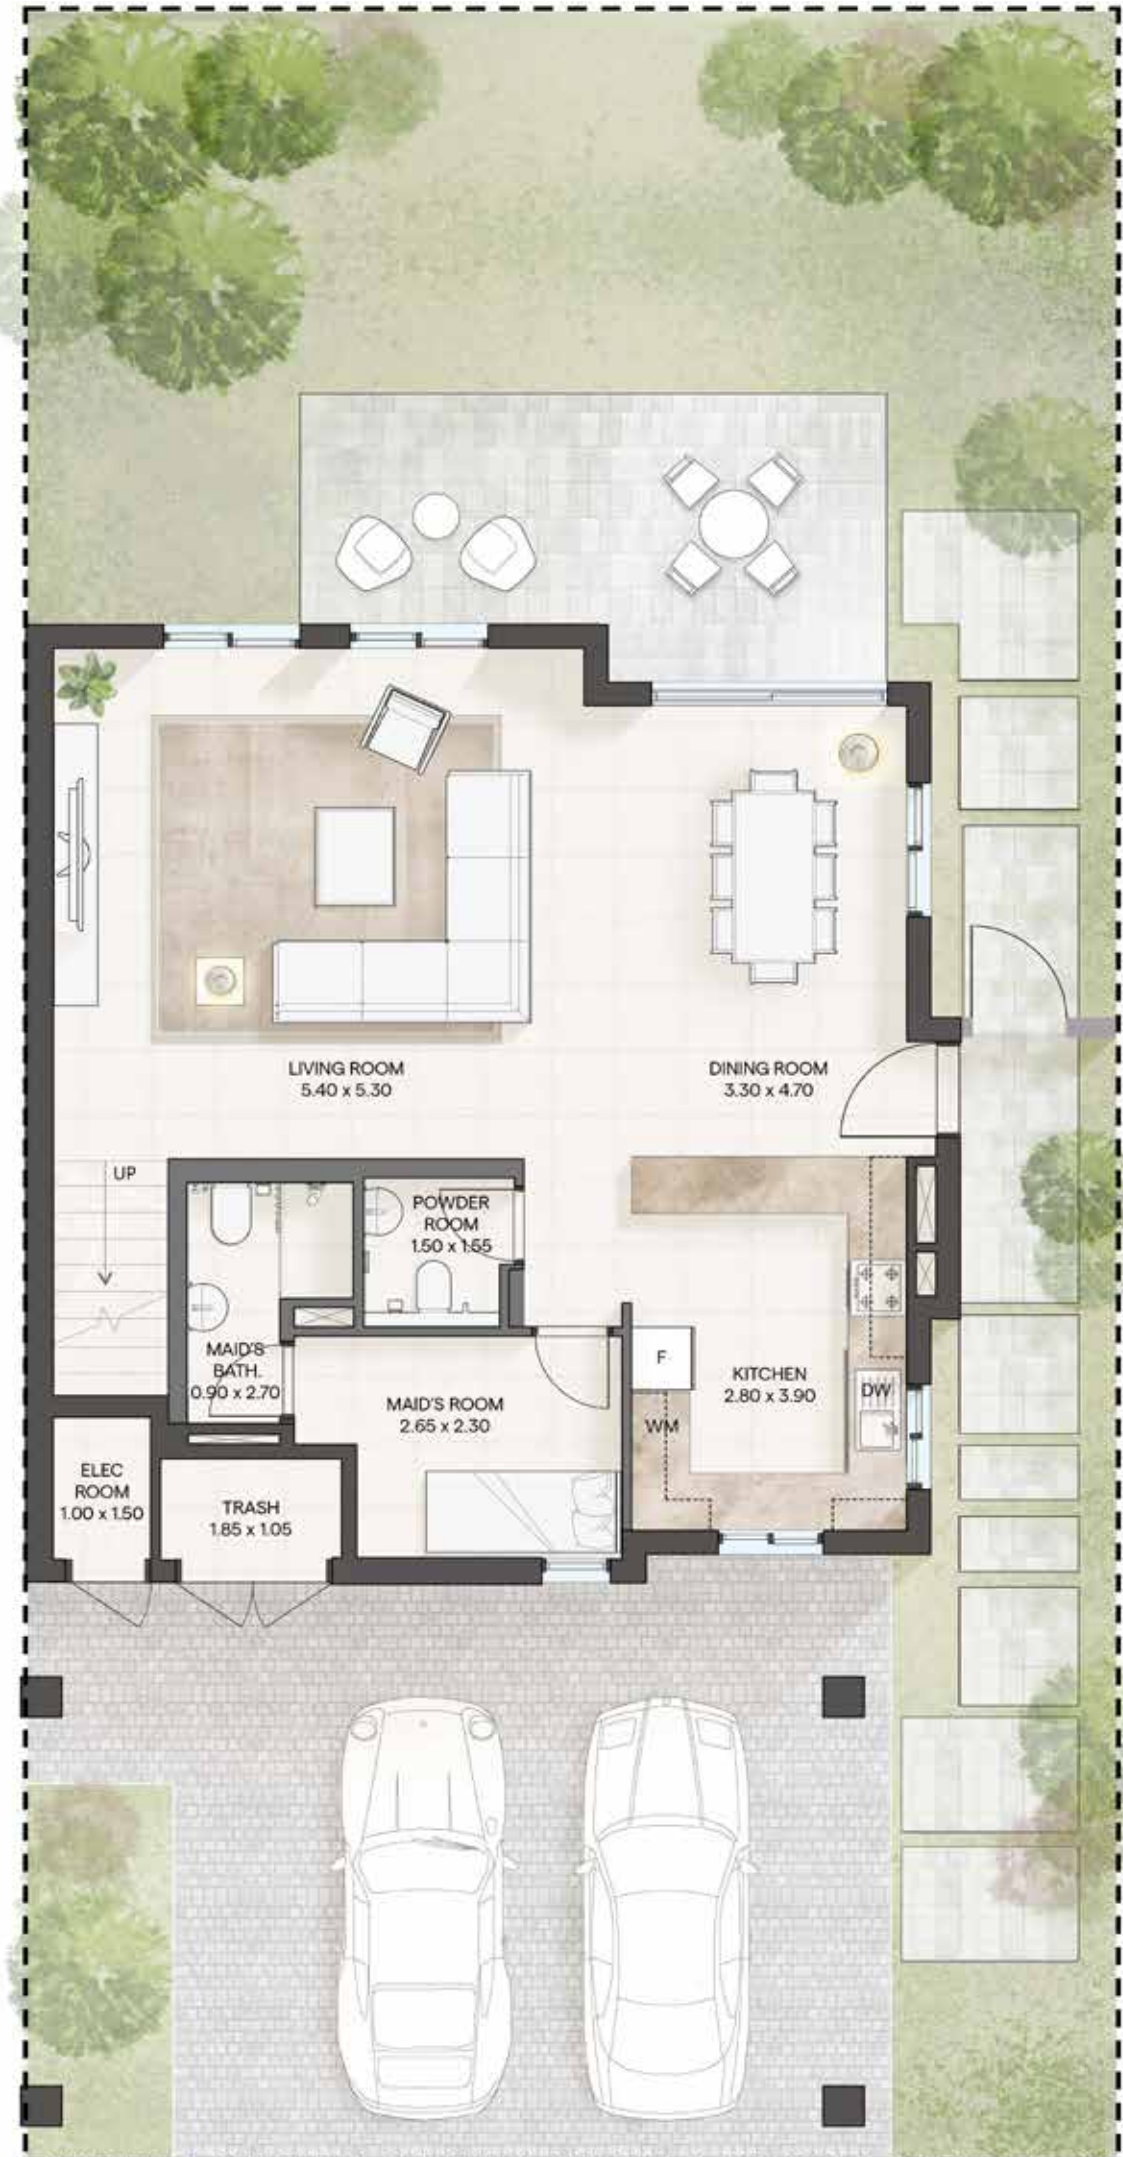 LIVING ROOM
5.40 x 5.30
DINING ROOM
3.30 x 4.70
UP
POWDER
ROOM
1.50 x 1.55
MAID'S
BATH.
0.90 x 2.70
MAID'S ROOM
2.65 x 2.30
F
KITCHEN
2.80 x 3.90
DW
WM
ELEC
ROOM
1.00 x 1.50
TRASH
1.85 x 1.05